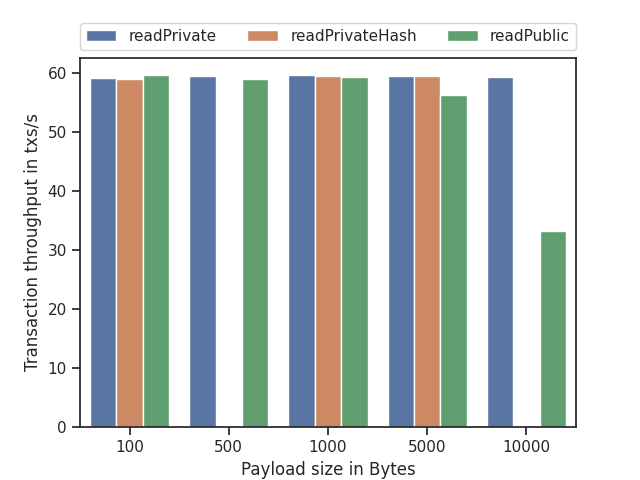 readPrivate readPrivateHash readPublic
60
50
40
30
20
10
0
Transaction throughput in txs/s
100 500 1000 5000 10000
Payload size in Bytes